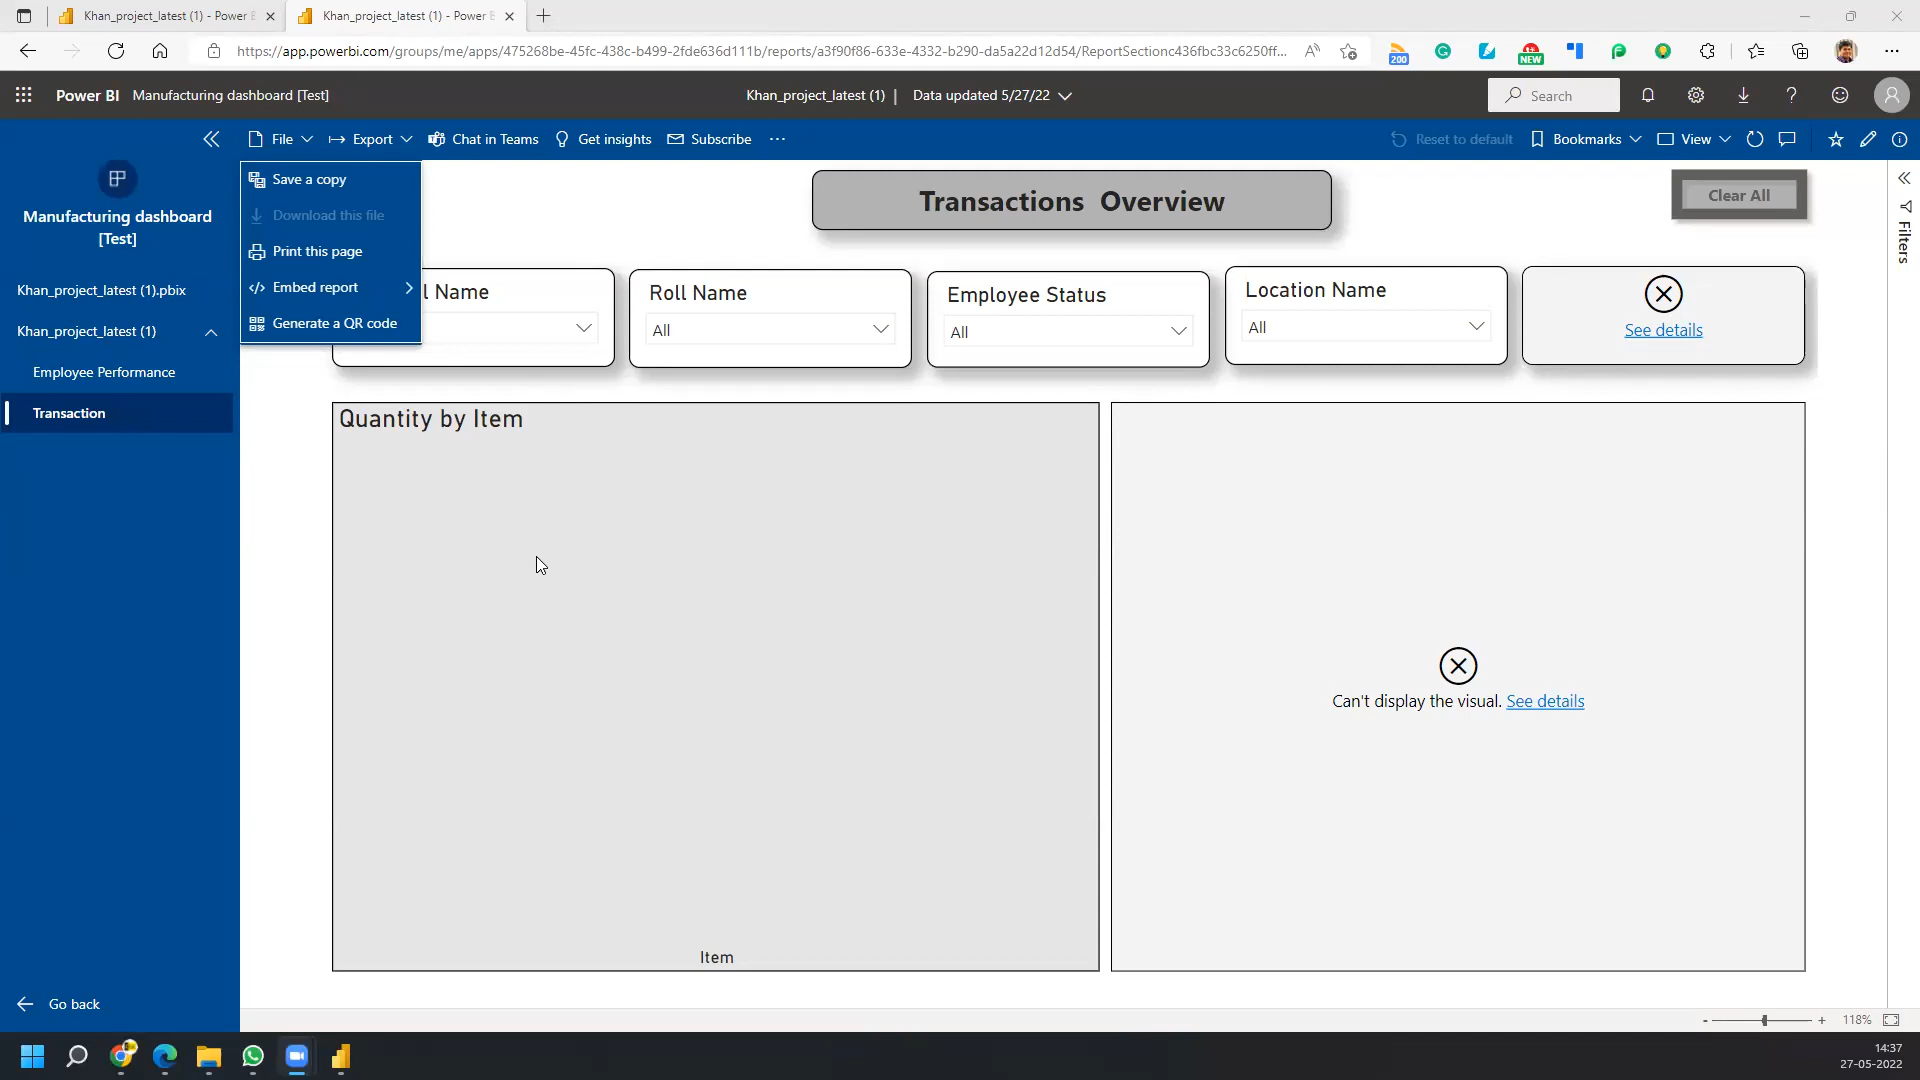 Khan_project_latest (1) - Power B
Khan_project_latest (1) - Power B
https://app.powerbi.com/groups/me/apps/475268be-45fc-438c-b499-2fde636d111b/reports/a3f90f86-633e-4332-b290-da5a22d12d54/ReportSectionc436fbc33c6250ff...
200
NEW
Power BI Manufacturing dashboard [Test]
Khan_project_latest (1) | Data updated 5/27/22
Search
File
Export
Chat in Teams
Get insights
Subscribe
Reset to default
Bookmarks
View
Manufacturing dashboard
[Test]
Khan_project_latest (1).pbix
Khan_project_latest (1)
Employee Performance
Transaction
Go back
Save a copy
Download this file
Print this page
Embed report
Generate a QR code
Transactions Overview
Clear All
Filters
l Name
Roll Name
All
Employee Status
All
Location Name
All
See details
Quantity by Item
Item
Can't display the visual. See details
- + 118%
14:37
27-05-2022